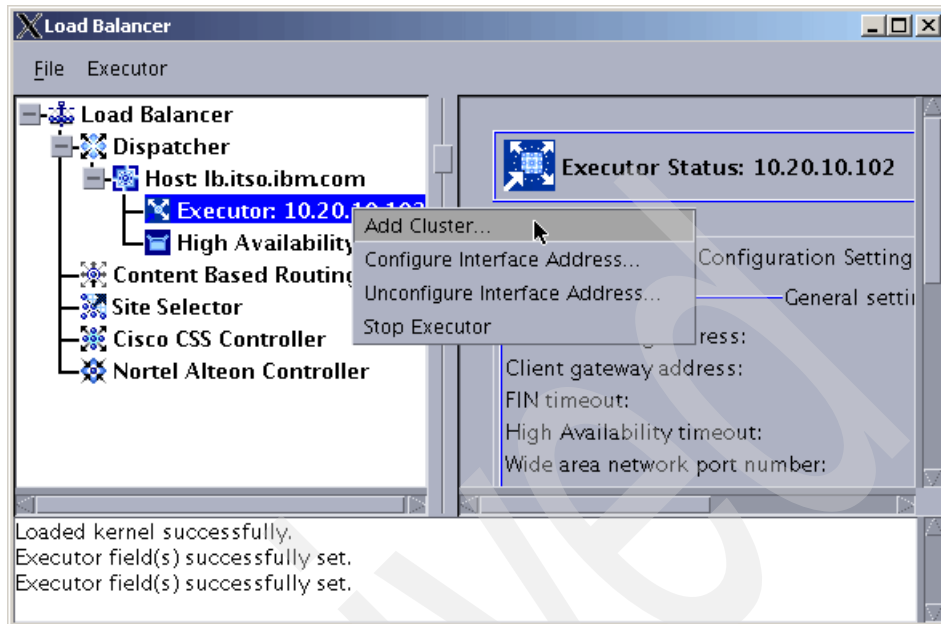 Load Balancer
File Executor
Load Balancer
Dispatcher
Host: lb.itso.ibm.com
Executor: 10.20.10.102
High Availability
Content Based Routing
Site Selector
Cisco CSS Controller
Nortel Alteon Controller
Add Cluster...
Configure Interface Address...
Unconfigure Interface Address...
Stop Executor
Executor Status: 10.20.10.102
Configuration Setting
General settin
ress:
Client gateway address:
FIN timeout:
High Availability timeout:
Wide area network port number:
Loaded kernel successfully.
Executor field(s) successfully set.
Executor field(s) successfully set.